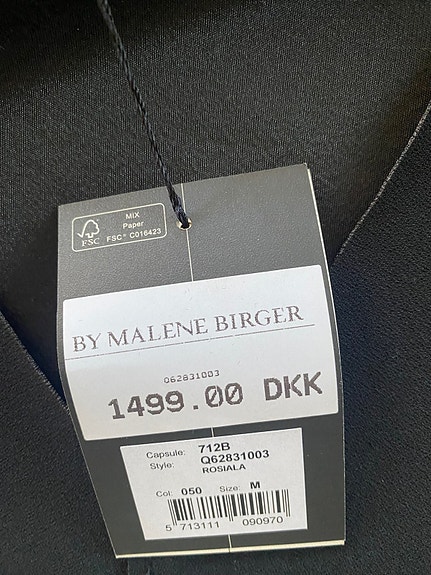 MIX
Paper
FSC
FSC® C016423
BY MALENE BIRGER
Q62831003
1499.00 DKK
Capsule: 712B
Style: Q62831003
ROSIALA
Col: 050 Size: M
5 713111 090970